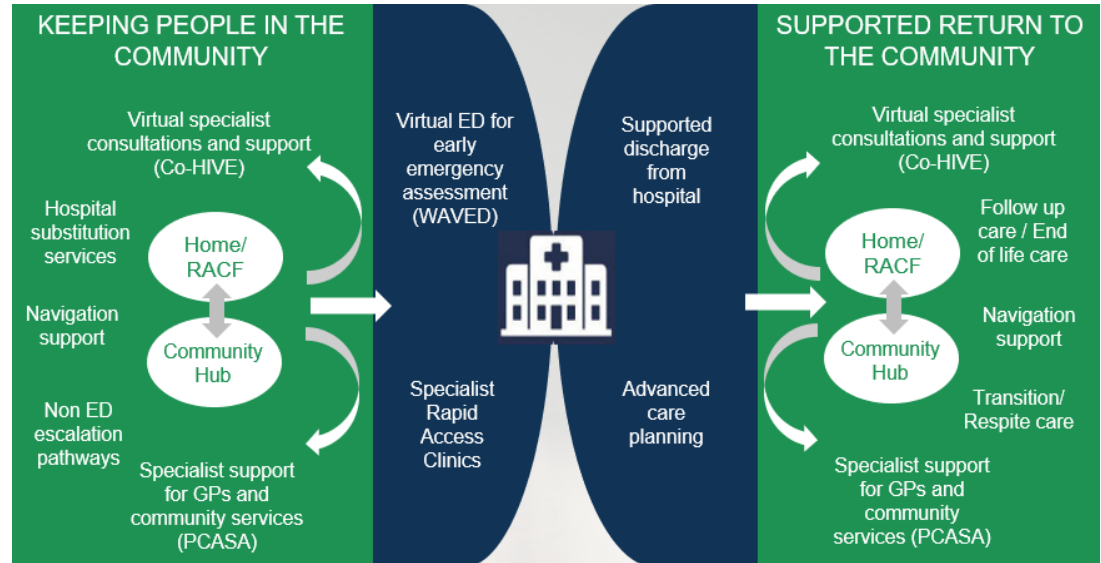 KEEPING PEOPLE IN THE
COMMUNITY
Virtual specialist
consultations and support
(Co-HIVE)
Hospital
substitution
services
Home/
RACF
Navigation
support
Community
Hub
Non ED
escalation
pathways
Specialist support
for GPs and
community services
(PCASA)
Virtual ED for
early
emergency
assessment
(WAVED)
Specialist
Rapid
Access
Clinics
Supported
discharge
from
hospital
Advanced
care
planning
SUPPORTED RETURN TO
THE COMMUNITY
Virtual specialist
consultations and support
(Co-HIVE)
Home/
RACF
Follow up
care / End
of life care
Community
Hub
Navigation
support
Transition/
Respite care
Specialist support
for GPs and
community
services (PCASA)